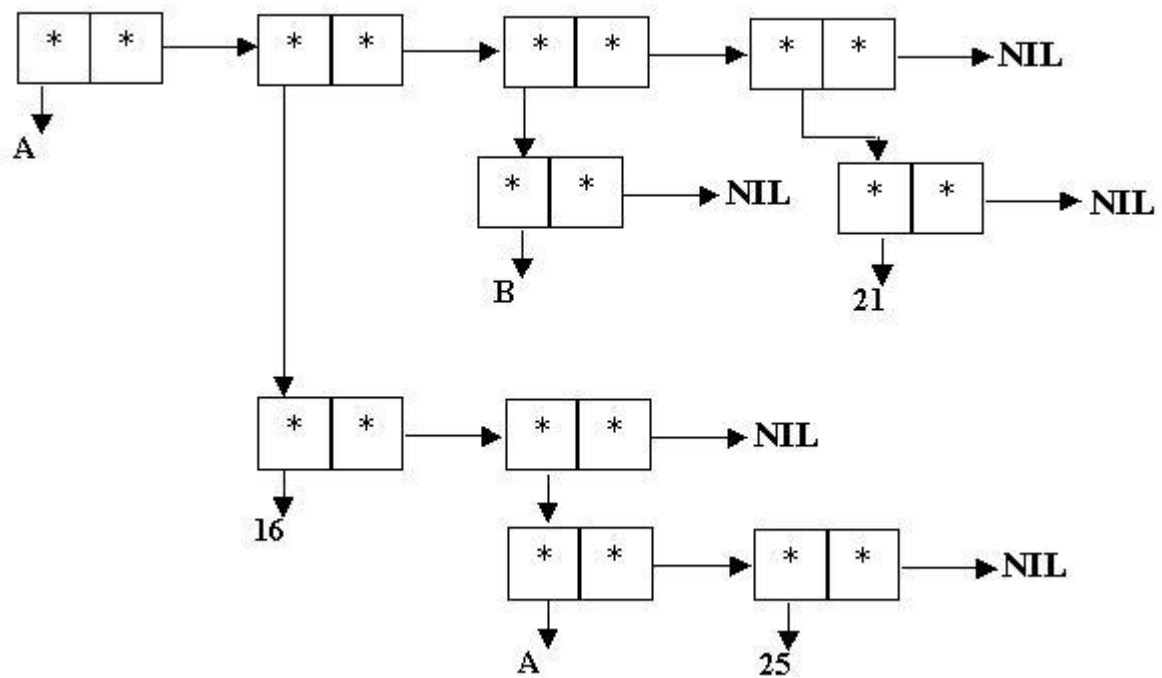 * * * * * * * * NIL
A
* * NIL * * NIL
B 21
* * * * NIL
16
* * * * NIL
A 25